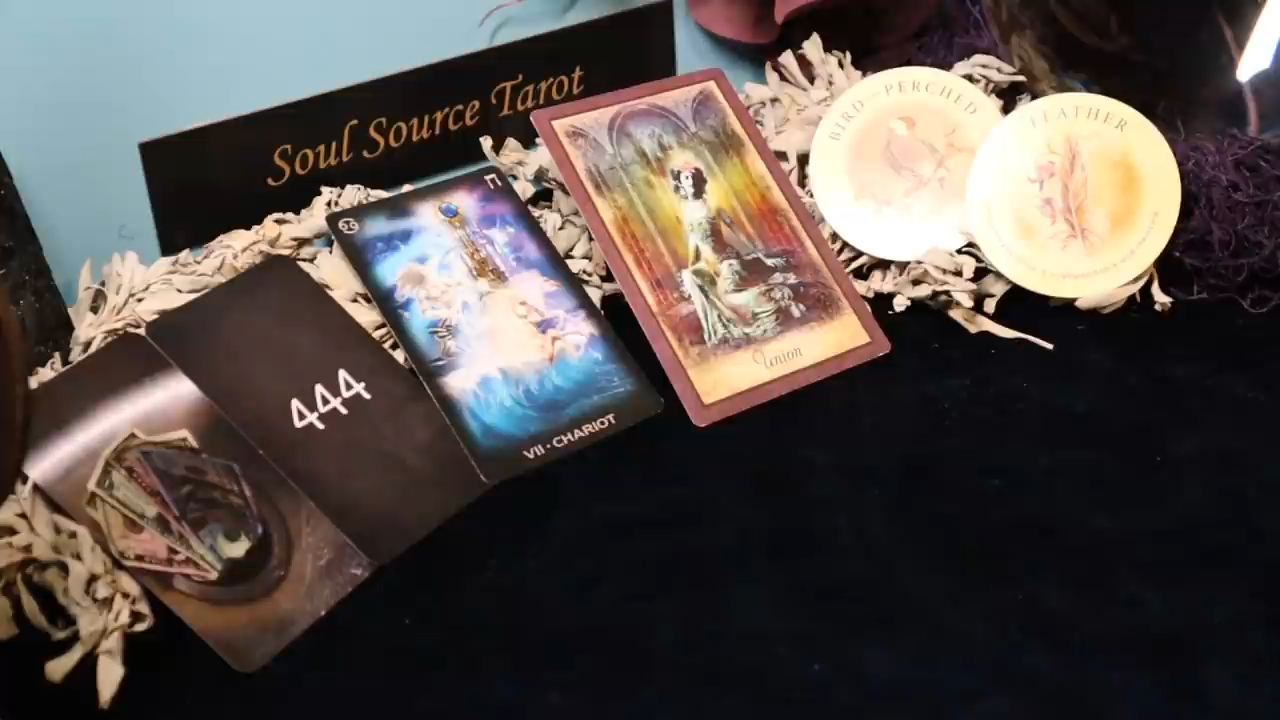 Soul Source Tarot
444
VII · CHARIOT
Union
BIRD - PERCHED
FEATHER